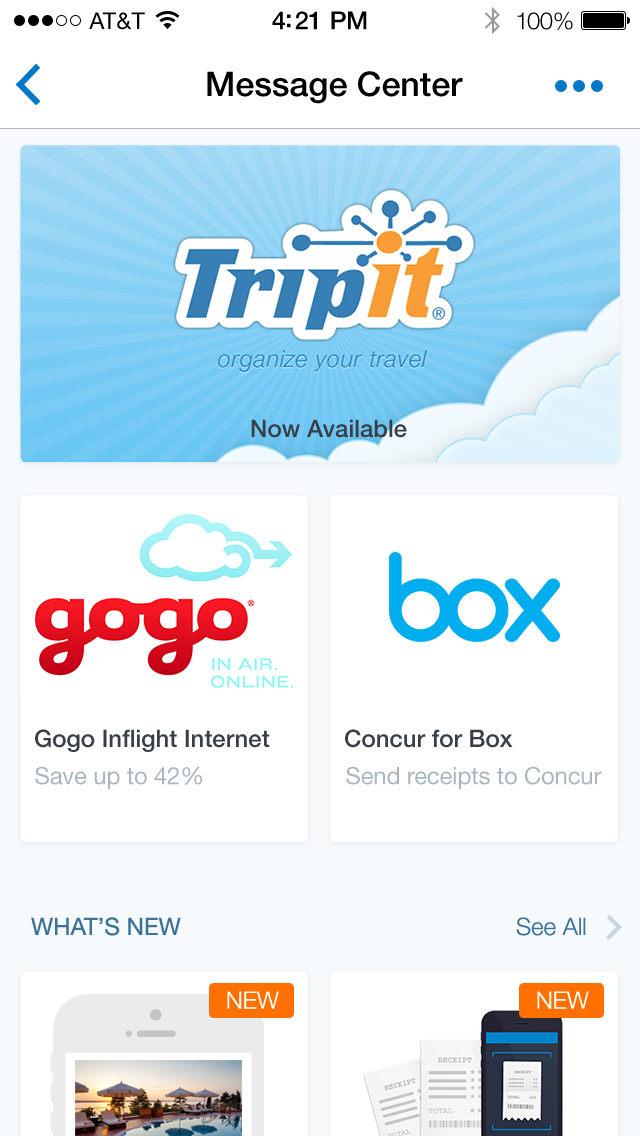 AT&T 4:21 PM 100%
Message Center
Tripit®
organize your travel
Now Available
gogo®
IN AIR.
ONLINE.
box
Gogo Inflight Internet
Concur for Box
Save up to 42%
Send receipts to Concur
WHAT'S NEW
See All
NEW
NEW
RECEIPT
RECEIPT
RECEIPT
TOTAL
TOTAL